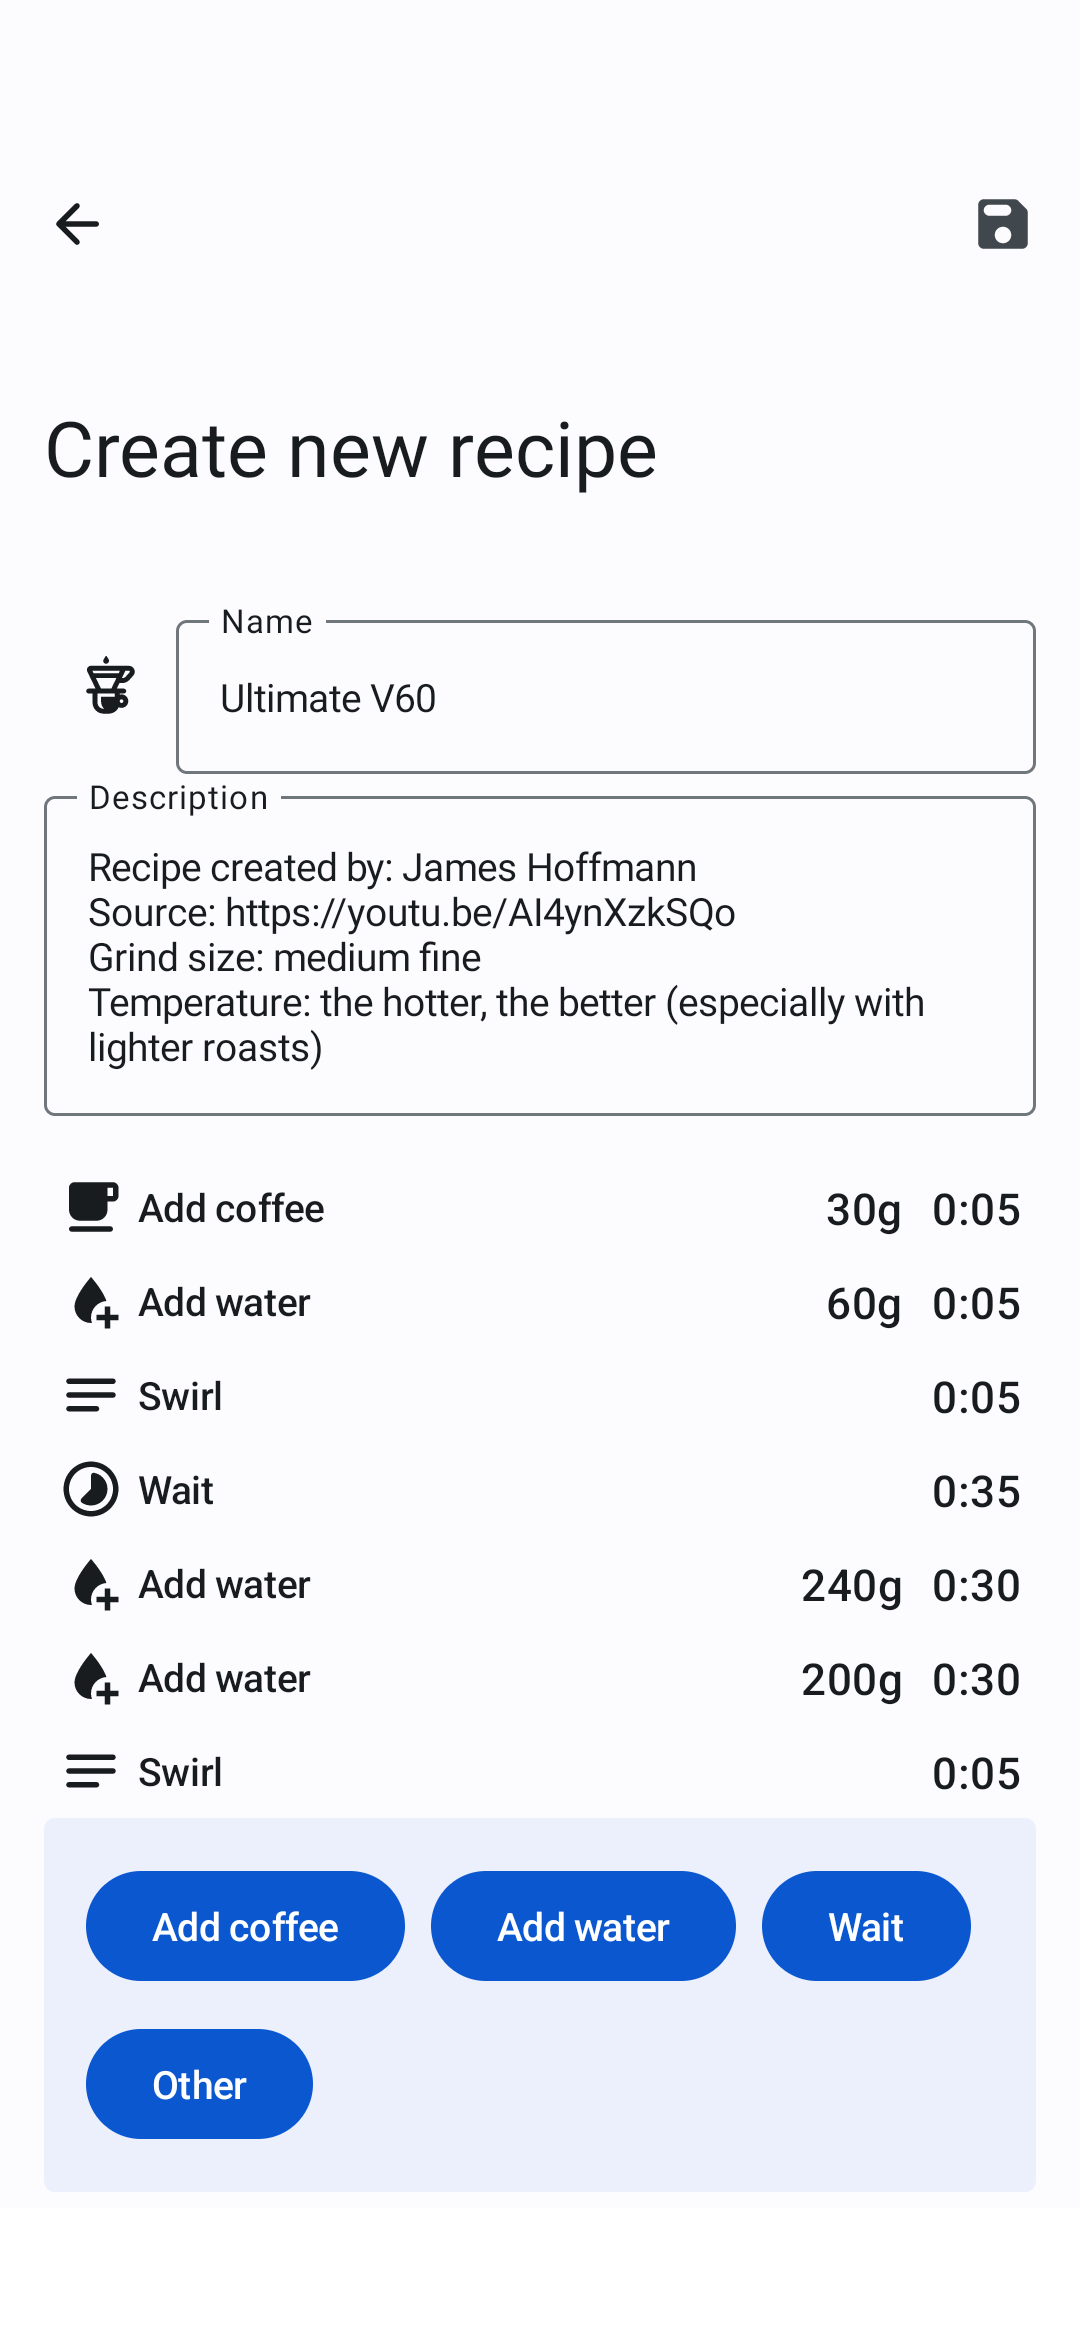 Create new recipe
Name
Ultimate V60
Description
Recipe created by: James Hoffmann
Source: https://youtu.be/AI4ynXzkSQo
Grind size: medium fine
Temperature: the hotter, the better (especially with
lighter roasts)
Add coffee 30g 0:05
Add water 60g 0:05
Swirl 0:05
Wait 0:35
Add water 240g 0:30
Add water 200g 0:30
Swirl 0:05
Add coffee Add water Wait
Other